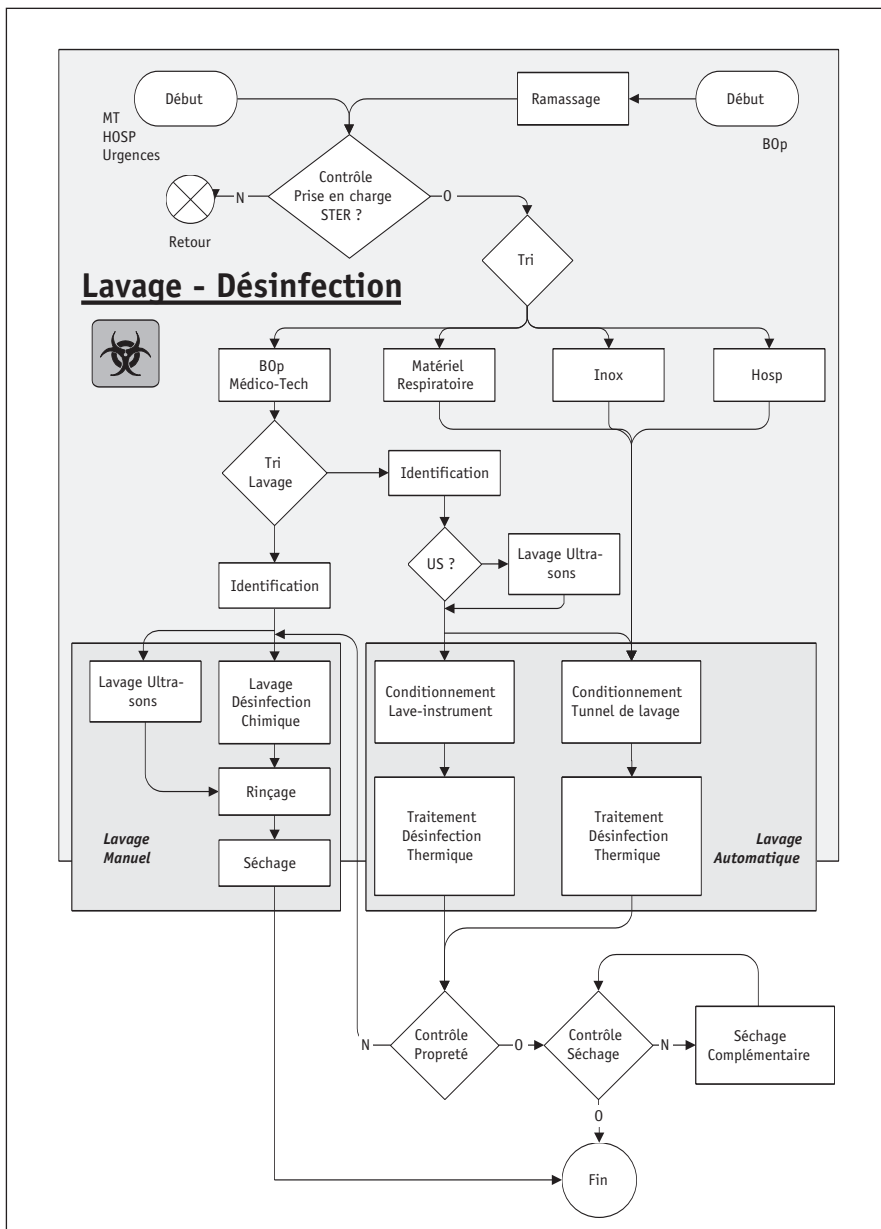 Début
Ramassage
Début
MT
HOSP
Urgences
BOp
Contrôle
Prise en charge
STER ?
N
O
Retour
Tri
Lavage - Désinfection
BOp
Médico-Tech
Matériel
Respiratoire
Inox
Hosp
Tri
Lavage
Identification
US ?
Lavage Ultra-
sons
Identification
Lavage Ultra-
sons
Lavage
Désinfection
Chimique
Conditionnement
Lave-instrument
Conditionnement
Tunnel de lavage
Rinçage
Traitement
Désinfection
Thermique
Traitement
Désinfection
Thermique
Lavage
Manuel
Lavage
Automatique
Séchage
N
Contrôle
Propreté
O
Contrôle
Séchage
N
Séchage
Complémentaire
O
Fin